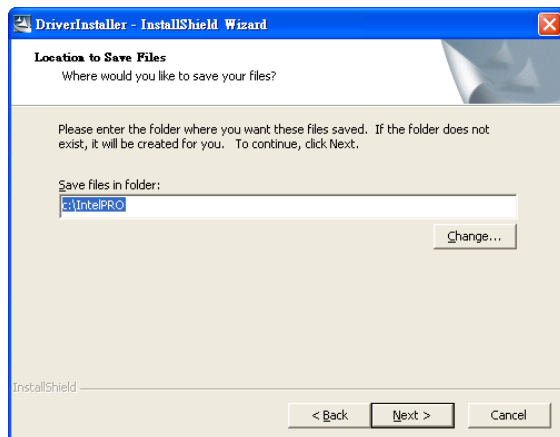 DriverInstaller - InstallShield Wizard
Location to Save Files
Where would you like to save your files?
Please enter the folder where you want these files saved.  If the folder does not
exist, it will be created for you.   To continue, click Next.
Save files in folder:
c:\IntelPRO
Change...
InstallShield
< Back
Next >
Cancel